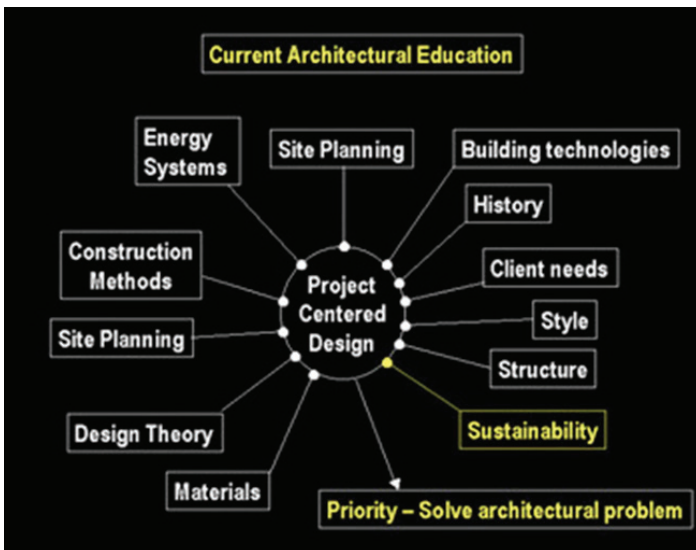 Current Architectural Education
Energy
Systems
Site Planning
Building technologies
History
Construction
Methods
Project
Centered
Design
Client needs
Site Planning
Style
Structure
Design Theory
Sustainability
Materials
Priority – Solve architectural problem